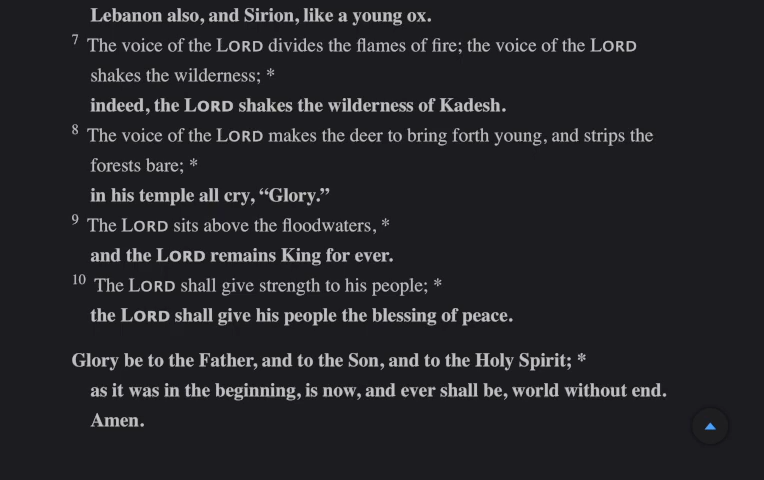 Lebanon also, and Sirion, like a young ox.
7 The voice of the LORD divides the flames of fire; the voice of the LORD
shakes the wilderness; *
indeed, the LORD shakes the wilderness of Kadesh.
8 The voice of the LORD makes the deer to bring forth young, and strips the
forests bare; *
in his temple all cry, “Glory.”
9 The LORD sits above the floodwaters, *
and the LORD remains King for ever.
10 The LORD shall give strength to his people; *
the LORD shall give his people the blessing of peace.
Glory be to the Father, and to the Son, and to the Holy Spirit; *
as it was in the beginning, is now, and ever shall be, world without end.
Amen.